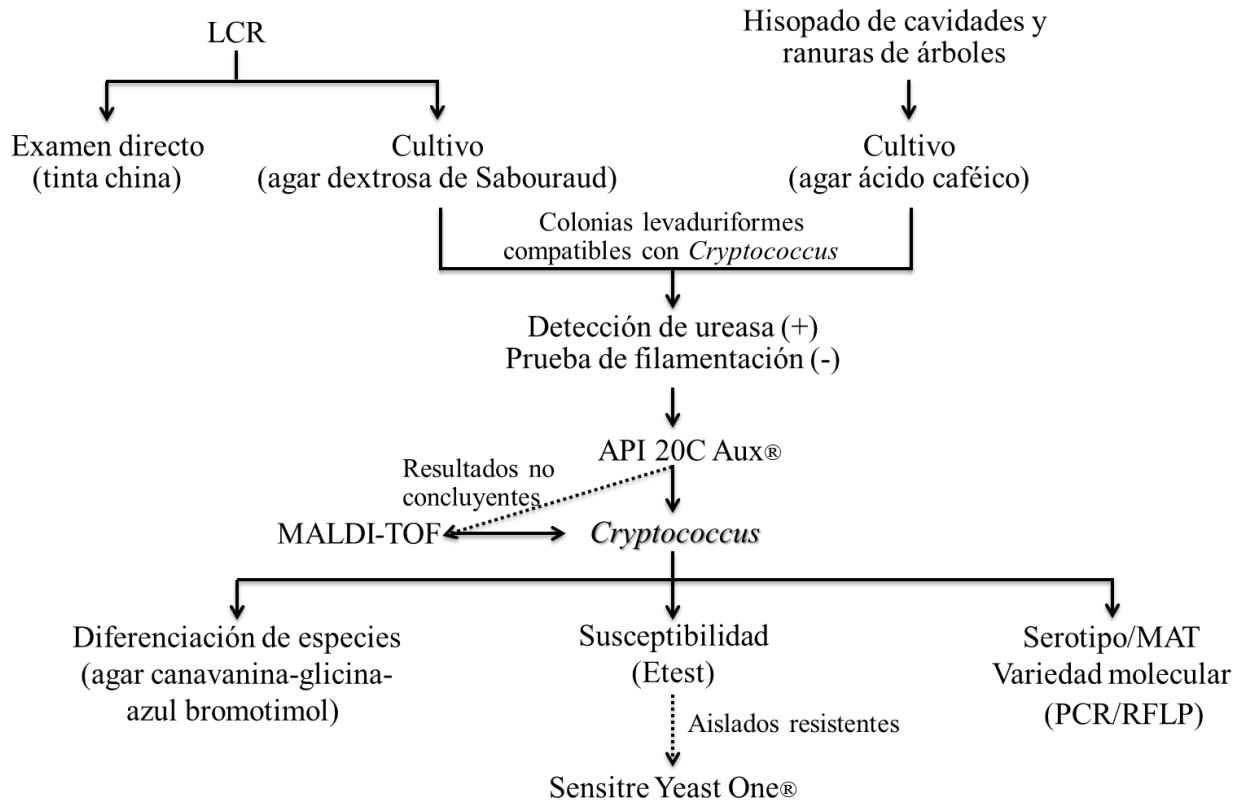 LCR
Hisopado de cavidades y
ranuras de árboles
Examen directo
(tinta china)
Cultivo
(agar dextrosa de Sabouraud)
Cultivo
(agar ácido caféico)
Colonias levaduriformes
compatibles con Cryptococcus
Detección de ureasa (+)
Prueba de filamentación (-)
API 20C Aux®
Resultados no
concluyentes
MALDI-TOF
Cryptococcus
Diferenciación de especies
(agar canavanina-glicina-
azul bromotimol)
Susceptibilidad
(Etest)
Aislados resistentes
Sensitre Yeast One®
Serotipo/MAT
Variedad molecular
(PCR/RFLP)